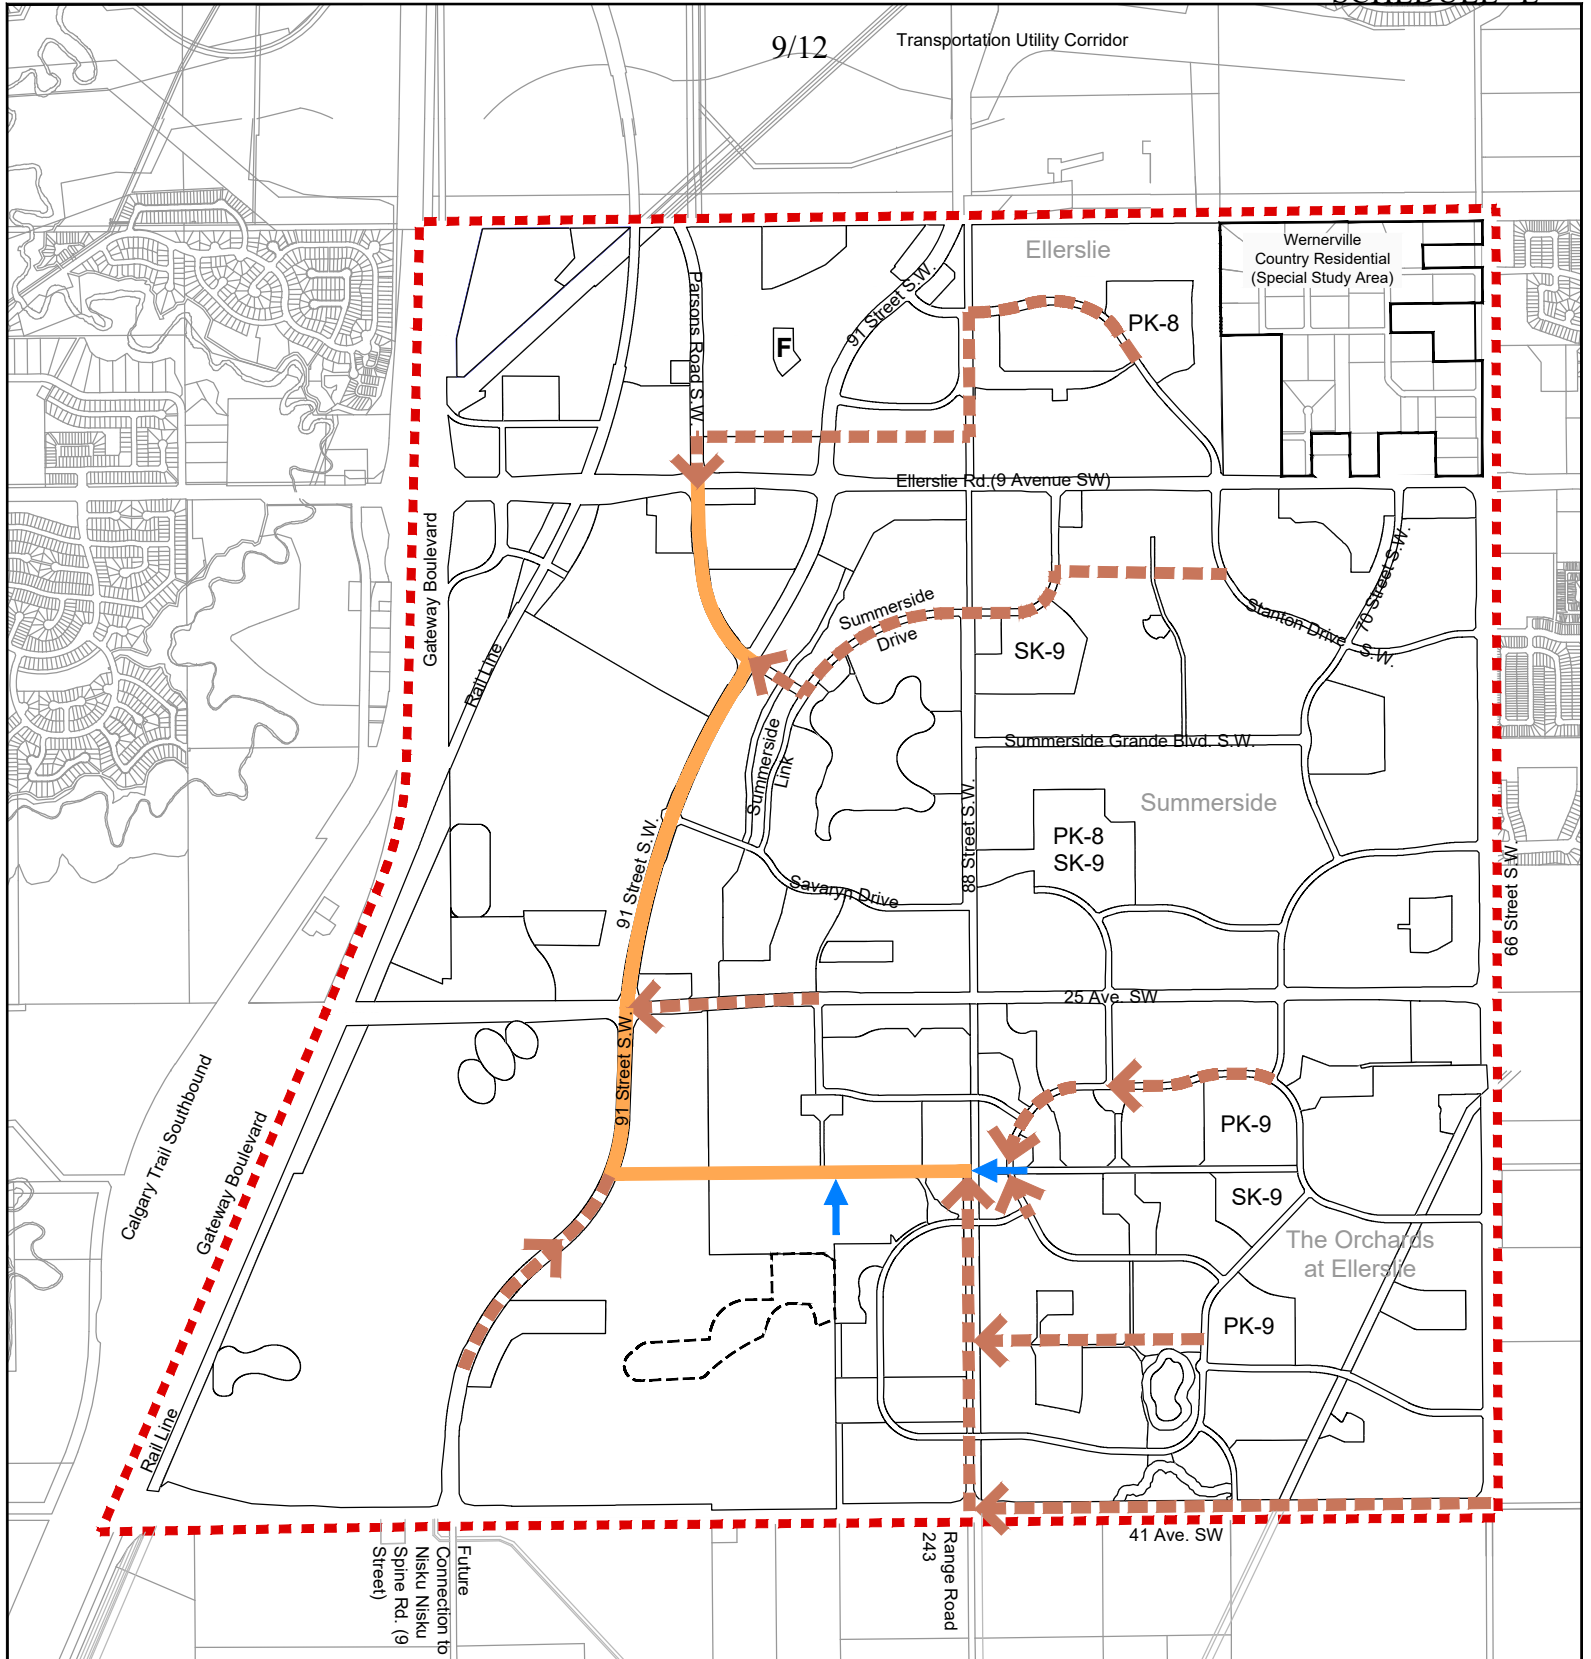 SCHEDULE "E"
9/12
Transportation Utility Corridor
Ellerslie
Wernerville
Country Residential
(Special Study Area)
91 Street S.W.
Parsons Road S.W.
PK-8
F
Ellerslie Rd.(9 Avenue SW)
Gateway Boulevard
70 Street S.W.
Summerside
Drive
Stanton Drive
S.W.
SK-9
Rail Line
Summerside
Link
Summerside Grande Blvd. S.W.
Summerside
88 Street S.W.
PK-8
SK-9
91 Street S.W.
Savaryn Drive
66 Street S.W.
25 Ave. SW
91 Street S.W.
Calgary Trail Southbound
Gateway Boulevard
PK-9
SK-9
The Orchards
at Ellerslie
PK-9
Rail Line
41 Ave. SW
Range Road
243
Future
Connection to
Nisku Nisku
Spine Rd. (9
Street)